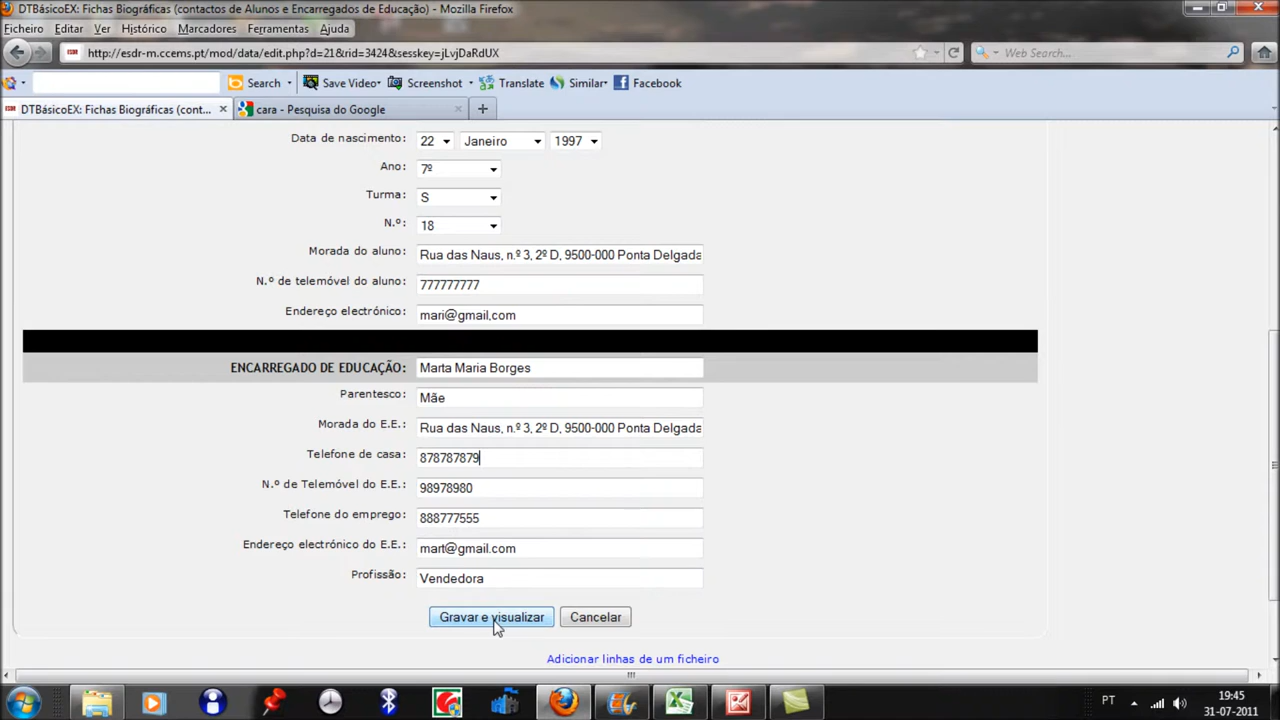 DTBásicoEX: Fichas Biográficas (contactos de Alunos e Encarregados de Educação) - Mozilla Firefox
Ficheiro Editar Ver Histórico Marcadores Ferramentas Ajuda
http://esdr-m.ccems.pt/mod/data/edit.php?d=21&rid=3424&sesskey=jLvjDaRdUX Web Search...
Search Save Video Screenshot Translate Similar Facebook
DTBásicoEX: Fichas Biográficas (cont... cara - Pesquisa do Google
Data de nascimento: 22 Janeiro 1997
Ano: 7º
Turma: S
N.º: 18
Morada do aluno: Rua das Naus, n.º 3, 2º D, 9500-000 Ponta Delgada
N.º de telemóvel do aluno: 777777777
Endereço electrónico: mari@gmail.com
ENCARREGADO DE EDUCAÇÃO: Marta Maria Borges
Parentesco: Mãe
Morada do E.E.: Rua das Naus, n.º 3, 2º D, 9500-000 Ponta Delgada
Telefone de casa: 878787879
N.º de Telemóvel do E.E.: 98978980
Telefone do emprego: 888777555
Endereço electrónico do E.E.: mart@gmail.com
Profissão: Vendedora
Gravar e visualizar Cancelar
Adicionar linhas de um ficheiro
PT 19:45
31-07-2011